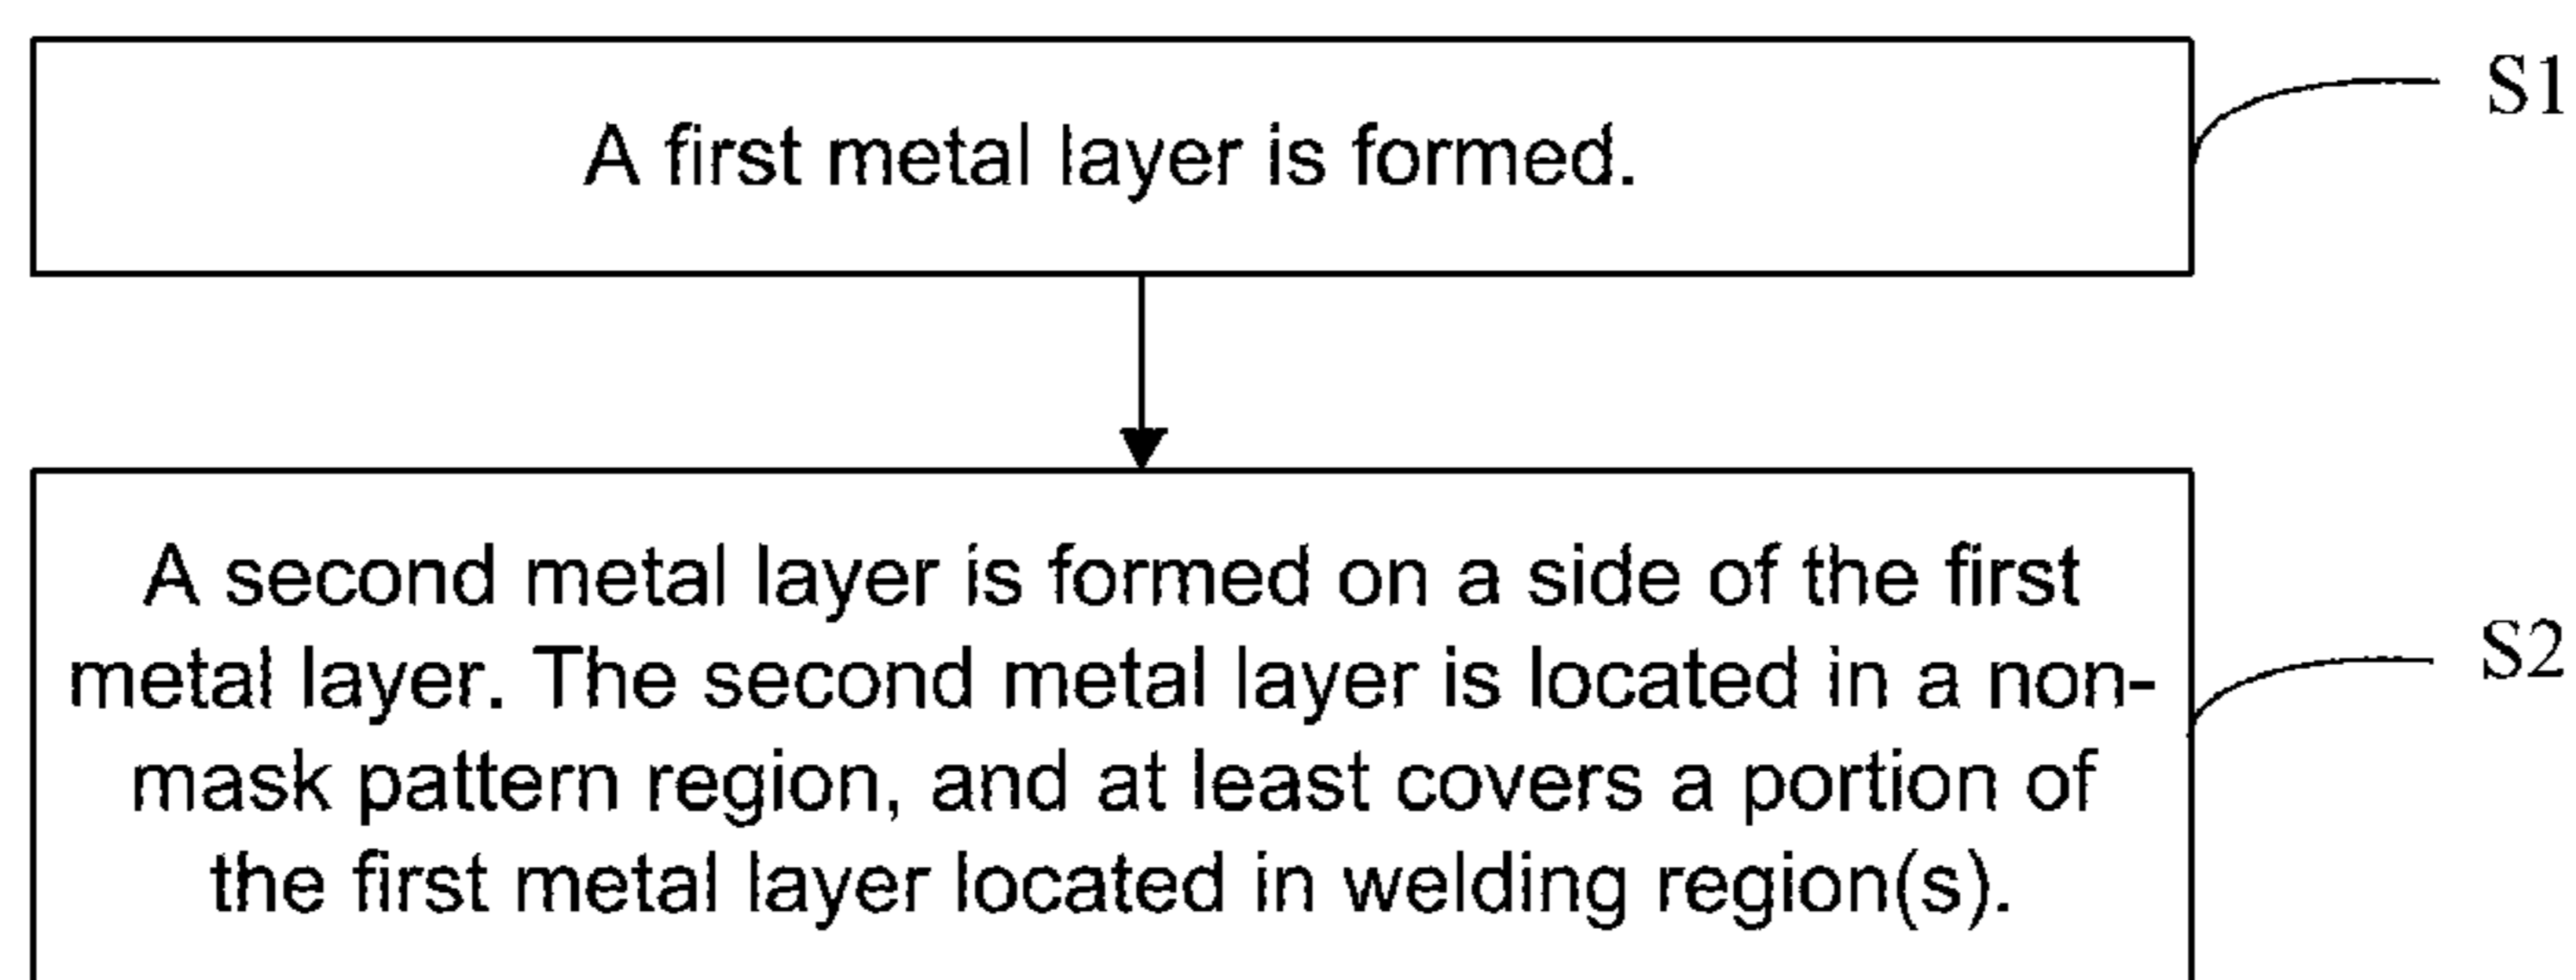 A first metal layer is formed.
S1
A second metal layer is formed on a side of the first
metal layer. The second metal layer is located in a non-
mask pattern region, and at least covers a portion of
the first metal layer located in welding region(s).
S2